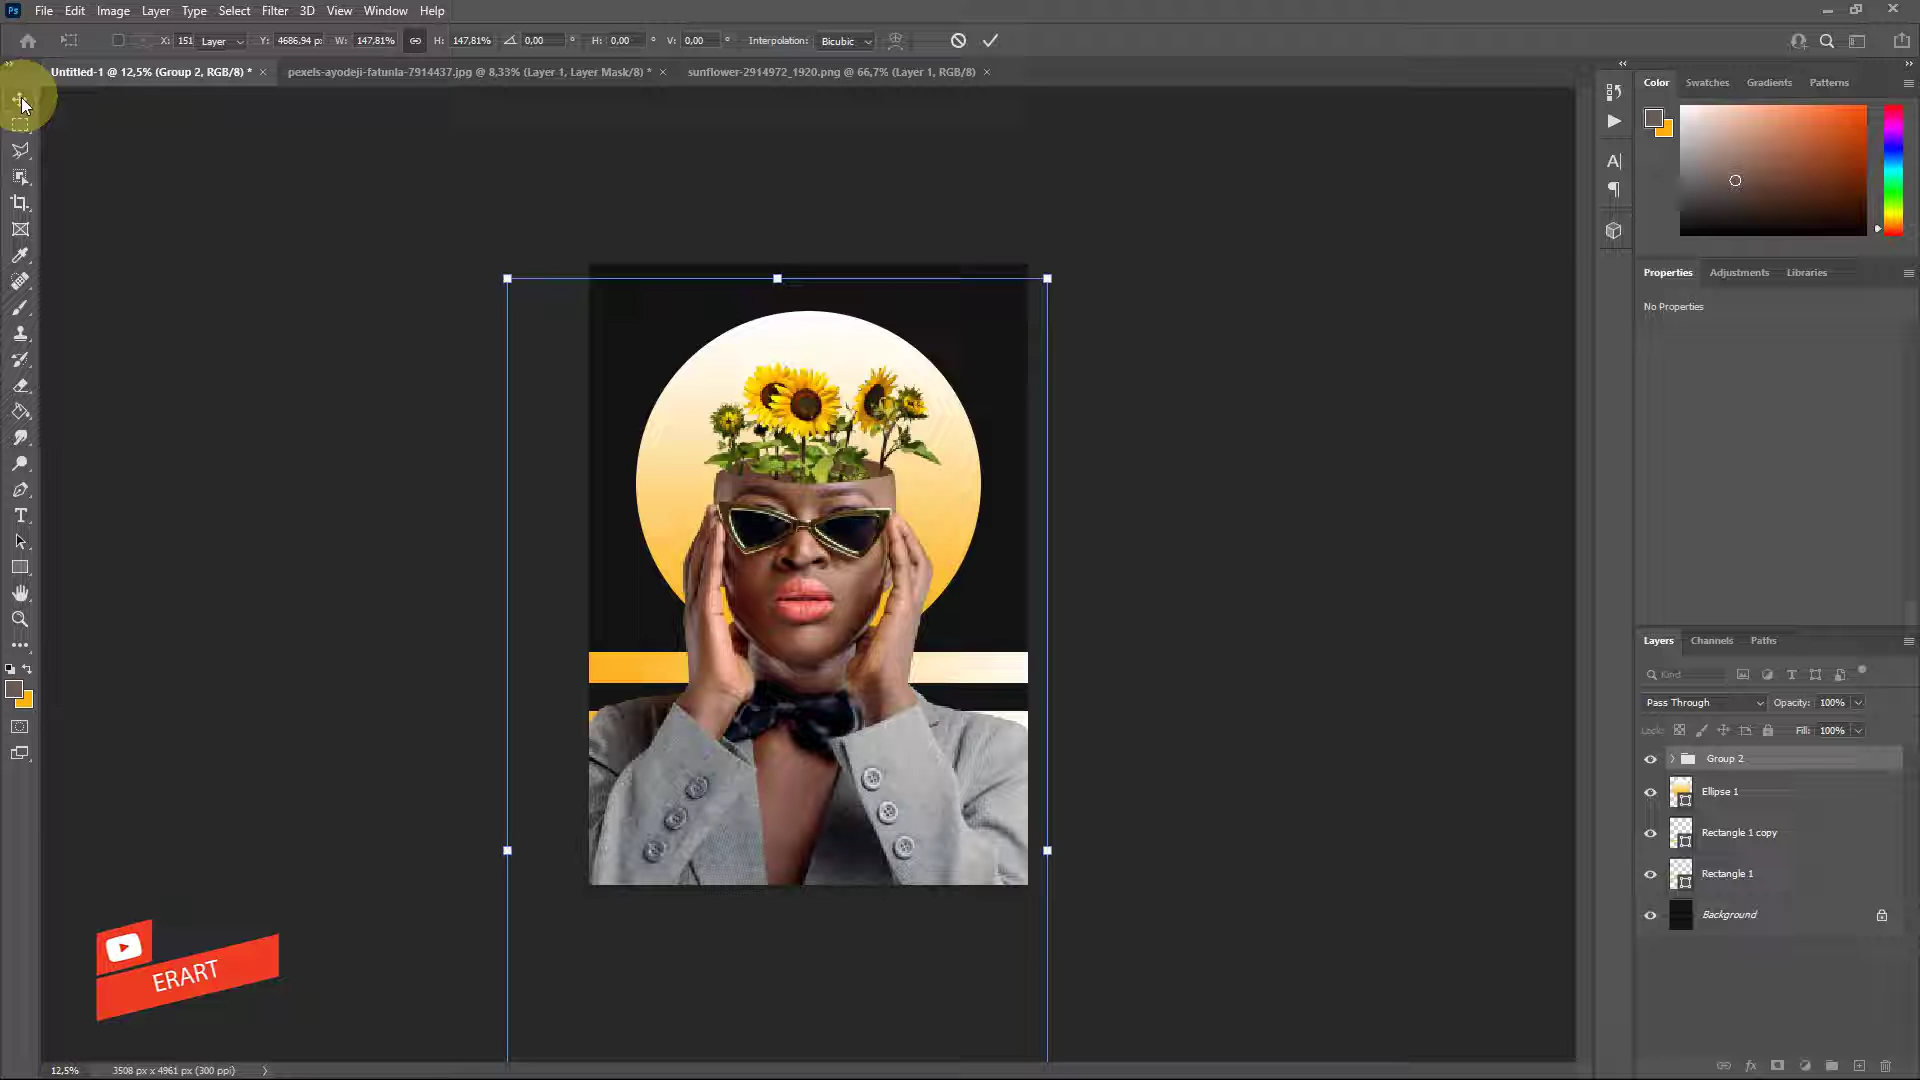 Ps File Edit Image Layer Type Select Filter 3D View Window Help
X: 151 Layer Y: 4686,94 px W: 147,81% H: 147,81% 0,00 ° H: 0,00 ° V: 0,00 ° Interpolation: Bicubic
Untitled-1 @ 12,5% (Group 2, RGB/8) * × pexels-ayodeji-fatunla-7914437.jpg @ 8,33% (Layer 1, Layer Mask/8) * × sunflower-2914972_1920.png @ 66,7% (Layer 1, RGB/8) ×
Color Swatches Gradients Patterns
Properties Adjustments Libraries
No Properties
Layers Channels Paths
Kind
Pass Through Opacity: 100%
Lock: Fill: 100%
Group 2
Ellipse 1
Rectangle 1 copy
Rectangle 1
Background
ERART
12,5% 3508 px x 4961 px (300 ppi)